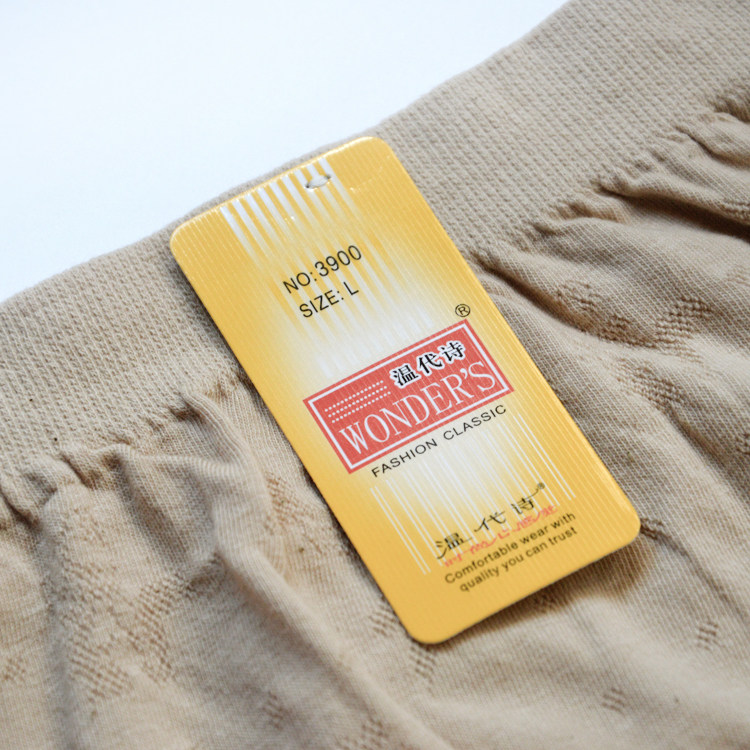 NO:3900
SIZE:L
®
温代诗
WONDER'S
FASHION CLASSIC
温代诗®
Comfortable wear with
quality you can trust